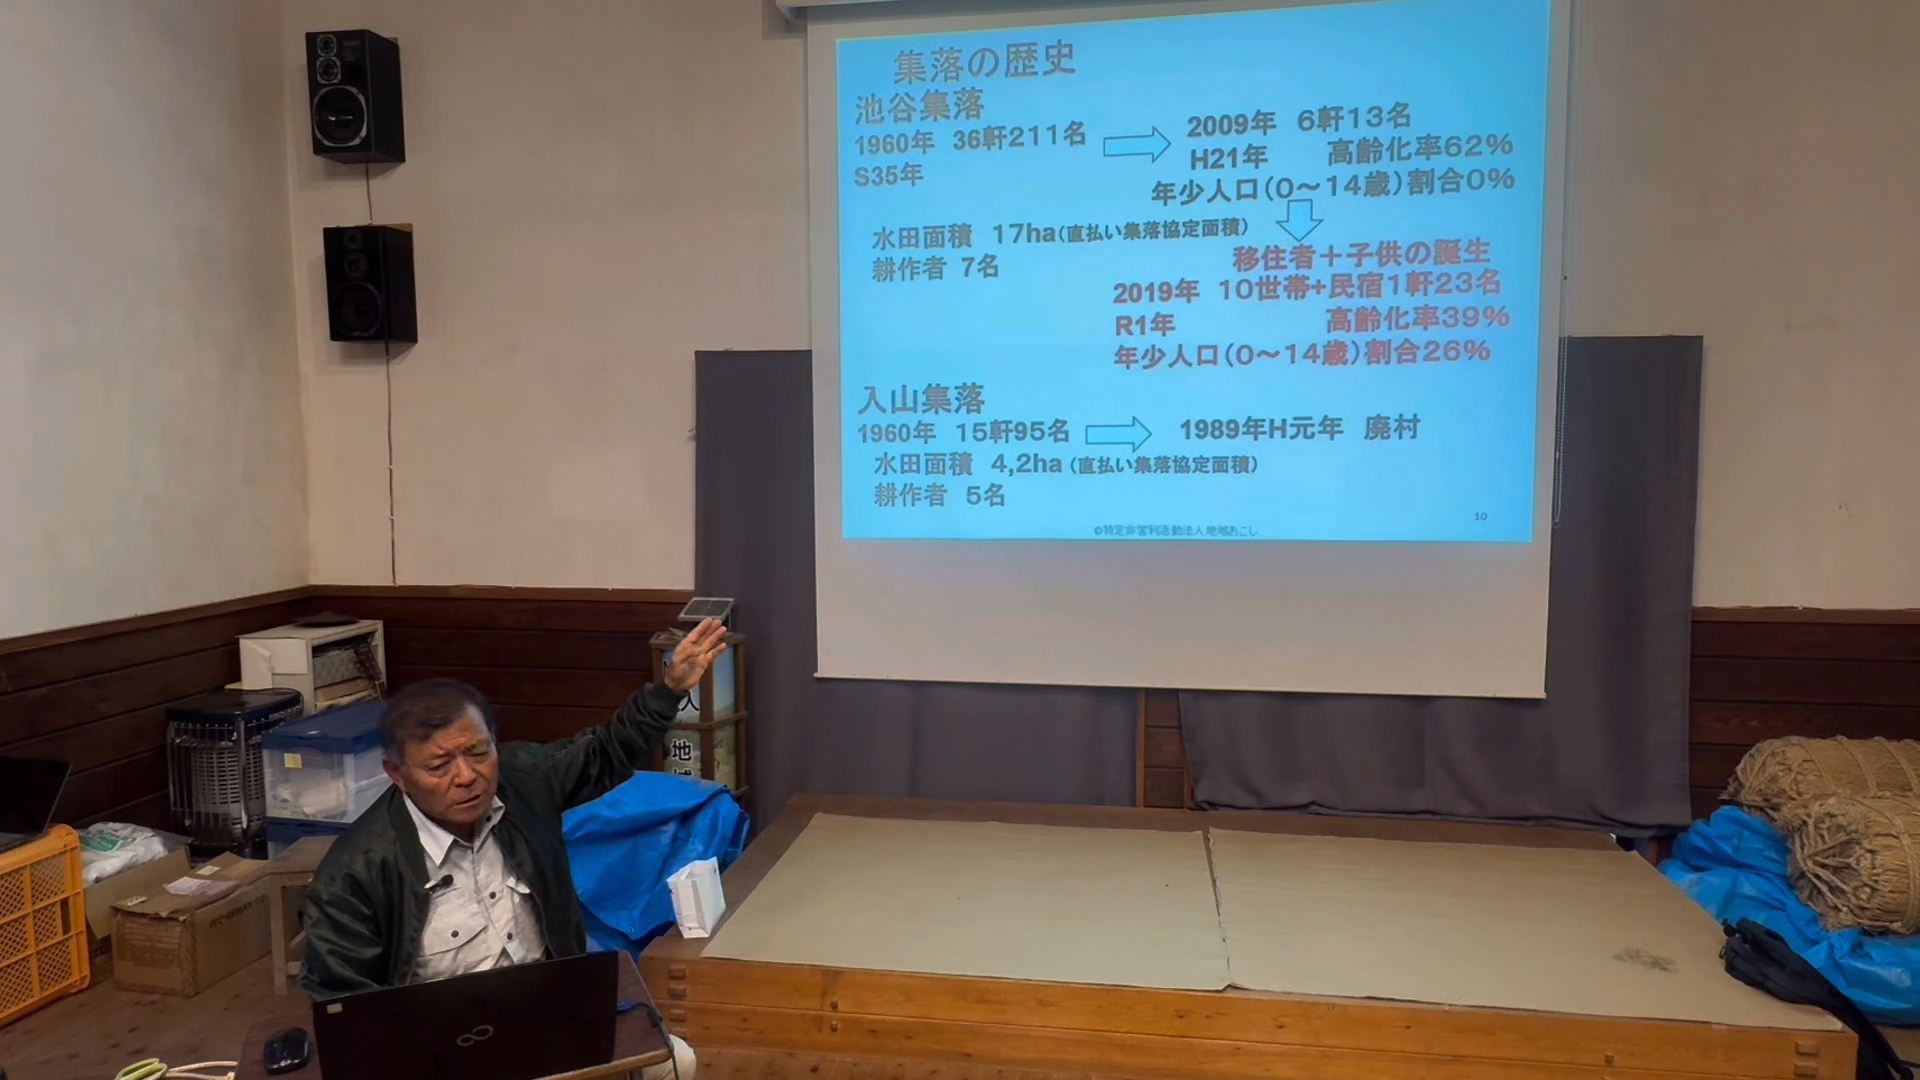 集落の歴史
池谷集落
1960年 36軒211名
S35年
2009年 6軒13名
H21年 高齢化率62%
年少人口(0～14歳)割合0%
水田面積 17ha(直払い集落協定面積)
耕作者 7名
移住者＋子供の誕生
2019年 10世帯+民宿1軒23名
R1年 高齢化率39%
年少人口(0～14歳)割合26%
入山集落
1960年 15軒95名
1989年H元年 廃村
水田面積 4,2ha (直払い集落協定面積)
耕作者 5名
©特定非営利活動法人地域おこし
10
人
地域